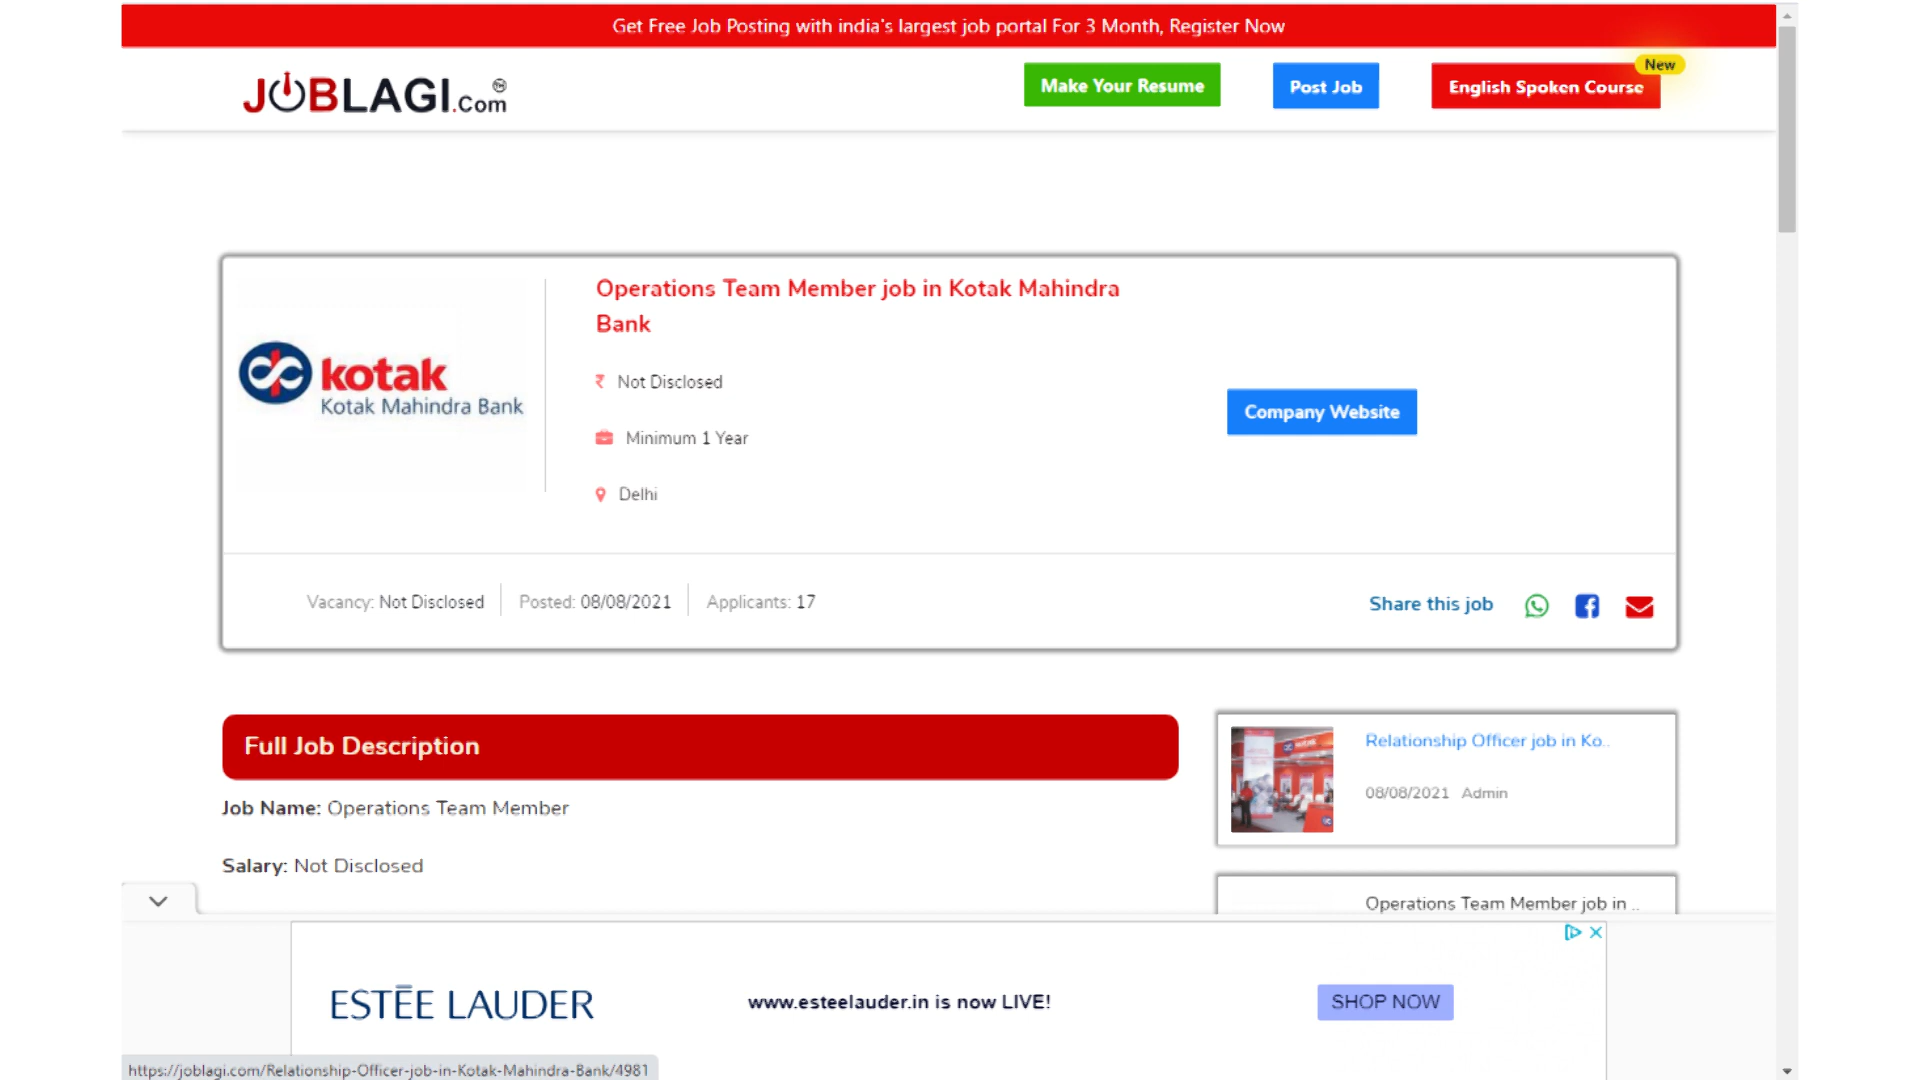 Get Free Job Posting with india's largest job portal For 3 Month, Register Now
JOBLAGI.Com
Make Your Resume
Post Job
English Spoken Course
New
Operations Team Member job in Kotak Mahindra
Bank
kotak
Kotak Mahindra Bank
₹ Not Disclosed
Minimum 1 Year
Delhi
Company Website
Vacancy: Not Disclosed
Posted: 08/08/2021
Applicants: 17
Share this job
Full Job Description
Job Name: Operations Team Member
Salary: Not Disclosed
Relationship Officer job in Ko..
08/08/2021 Admin
Operations Team Member job in ..
ESTĒE LAUDER
www.esteelauder.in is now LIVE!
SHOP NOW
https://joblagi.com/Relationship-Officer-job-in-Kotak-Mahindra-Bank/4981